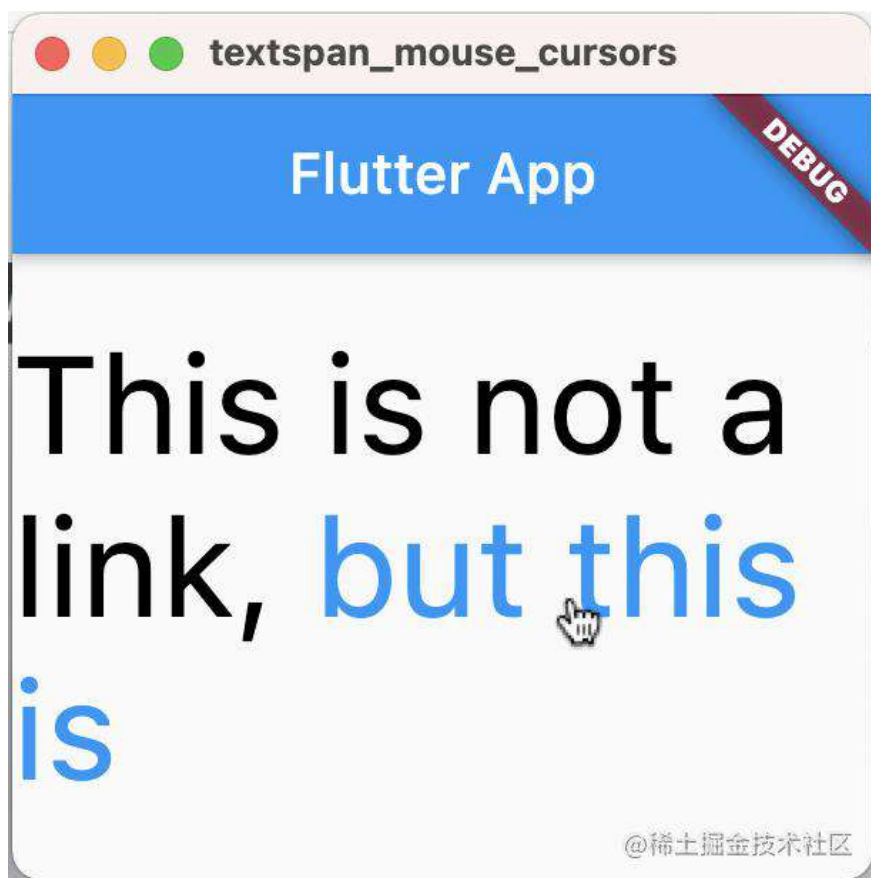 textspan_mouse_cursors
Flutter App
DEBUG
This is not a
link, but this
is
@稀土掘金技术社区